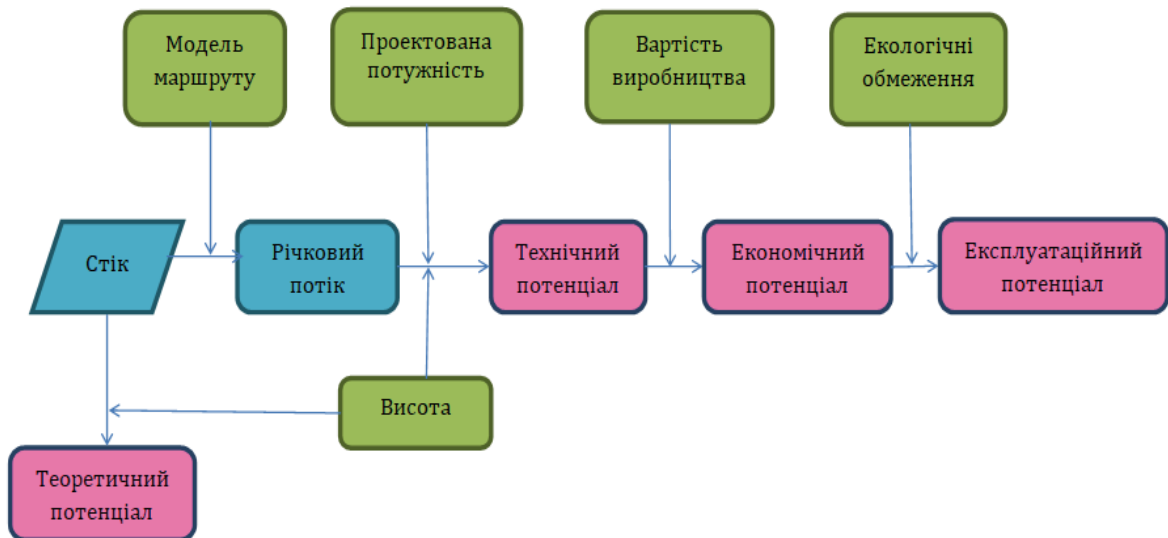 Модель
маршруту
Проектована
потужність
Вартість
виробництва
Екологічні
обмеження
Стік
Річковий
потік
Технічний
потенціал
Економічний
потенціал
Експлуатаційний
потенціал
Висота
Теоретичний
потенціал